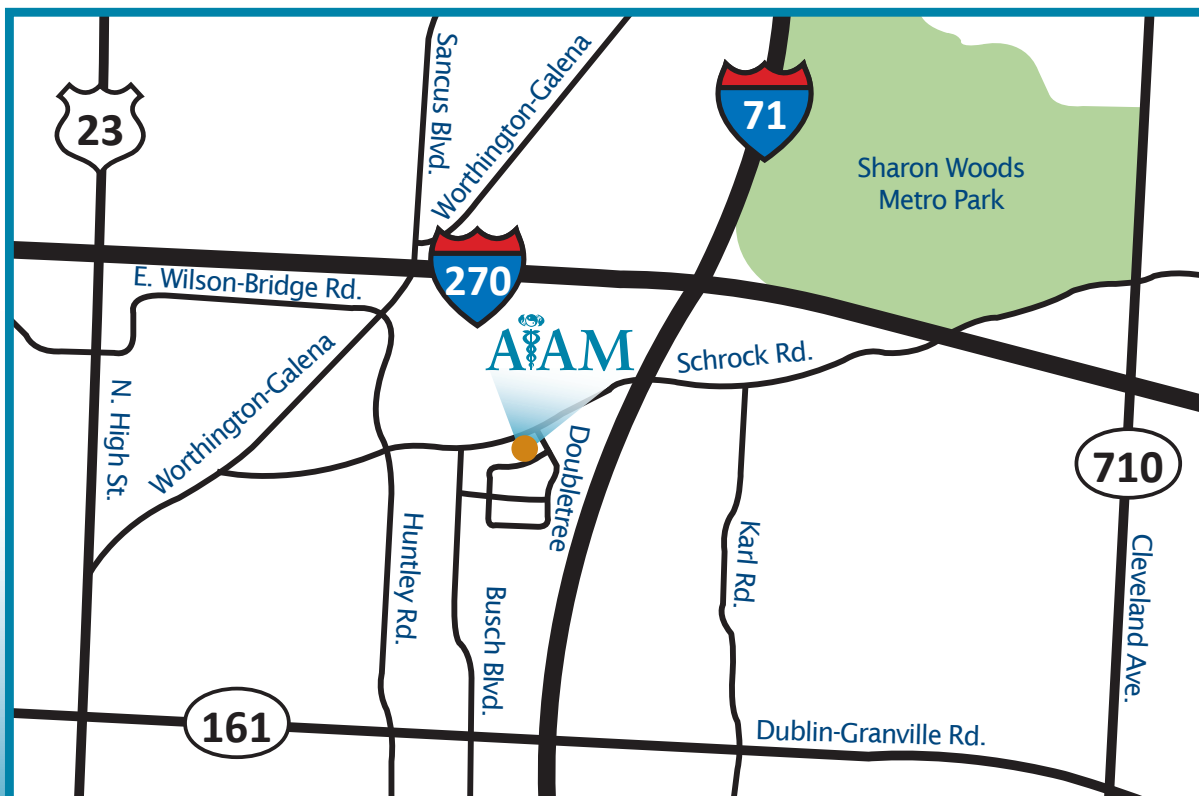 23
Sancus Blvd.
Worthington-Galena
71
Sharon Woods
Metro Park
E. Wilson-Bridge Rd.
270
AIAM
Schrock Rd.
N. High St.
Worthington-Galena
Doubletree
710
Huntley Rd.
Busch Blvd.
Karl Rd.
Cleveland Ave.
161
Dublin-Granville Rd.